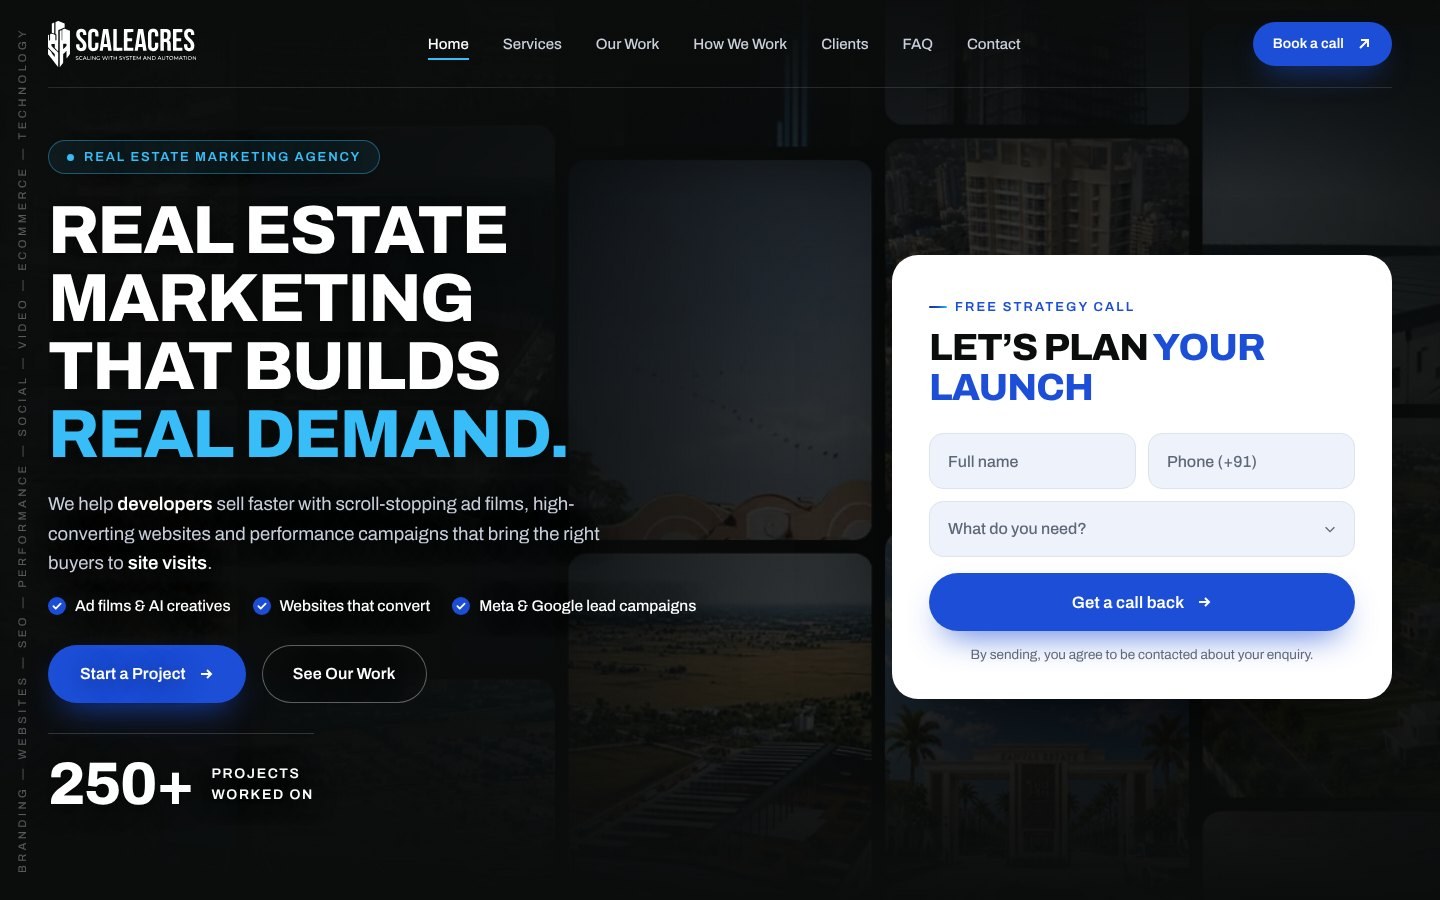 SCALEACRES
SCALING WITH SYSTEM AND AUTOMATION
Home
Services
Our Work
How We Work
Clients
FAQ
Contact
Book a call
BRANDING — WEBSITES — SEO — PERFORMANCE — SOCIAL — VIDEO — ECOMMERCE — TECHNOLOGY
REAL ESTATE MARKETING AGENCY
REAL ESTATE
MARKETING
THAT BUILDS
REAL DEMAND.
We help developers sell faster with scroll-stopping ad films, high-
converting websites and performance campaigns that bring the right
buyers to site visits.
Ad films & AI creatives
Websites that convert
Meta & Google lead campaigns
Start a Project
See Our Work
250+
PROJECTS
WORKED ON
FREE STRATEGY CALL
LET’S PLAN YOUR
LAUNCH
Full name
Phone (+91)
What do you need?
Get a call back
By sending, you agree to be contacted about your enquiry.